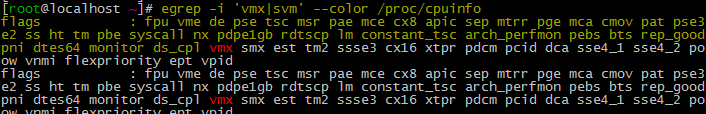 [root@localhost ~]# egrep -i 'vmx|svm' --color /proc/cpuinfo
flags : fpu vme de pse tsc msr pae mce cx8 apic sep mtrr pge mca cmov pat pse3
e2 ss ht tm pbe syscall nx pdpe1gb rdtscp lm constant_tsc arch_perfmon pebs bts rep_good
pni dtes64 monitor ds_cpl vmx smx est tm2 ssse3 cx16 xtpr pdcm pcid dca sse4_1 sse4_2 po
ow vnmi flexpriority ept vpid
flags : fpu vme de pse tsc msr pae mce cx8 apic sep mtrr pge mca cmov pat pse3
e2 ss ht tm pbe syscall nx pdpe1gb rdtscp lm constant_tsc arch_perfmon pebs bts rep_good
pni dtes64 monitor ds_cpl vmx smx est tm2 ssse3 cx16 xtpr pdcm pcid dca sse4_1 sse4_2 po
ow vnmi flexpriority ept vpid